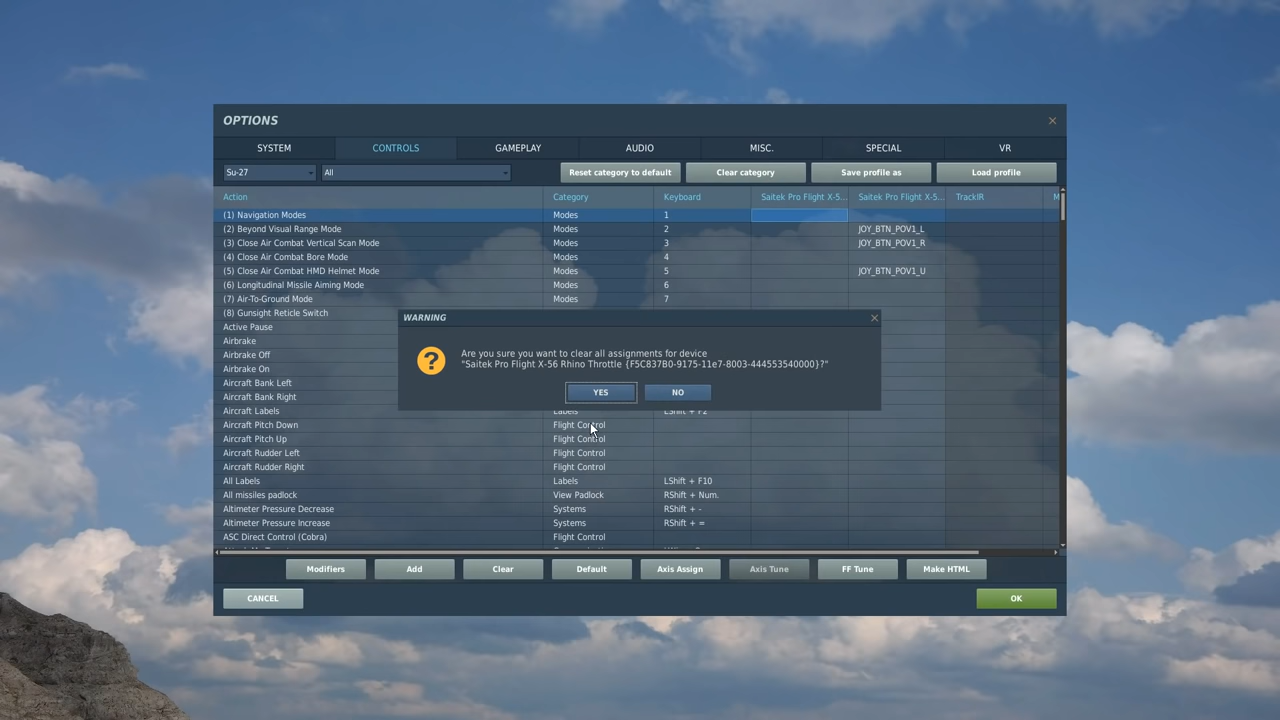 OPTIONS
SYSTEM CONTROLS GAMEPLAY AUDIO MISC. SPECIAL VR
Su-27 All Reset category to default Clear category Save profile as Load profile
Action Category Keyboard Saitek Pro Flight X-5... Saitek Pro Flight X-5... TrackIR M
(1) Navigation Modes Modes 1
(2) Beyond Visual Range Mode Modes 2 JOY_BTN_POV1_L
(3) Close Air Combat Vertical Scan Mode Modes 3 JOY_BTN_POV1_R
(4) Close Air Combat Bore Mode Modes 4
(5) Close Air Combat HMD Helmet Mode Modes 5 JOY_BTN_POV1_U
(6) Longitudinal Missile Aiming Mode Modes 6
(7) Air-To-Ground Mode Modes 7
(8) Gunsight Reticle Switch
Active Pause
Airbrake
Airbrake Off
Airbrake On
Aircraft Bank Left
Aircraft Bank Right
WARNING
Are you sure you want to clear all assignments for device
"Saitek Pro Flight X-56 Rhino Throttle {F5C837B0-9175-11e7-8003-444553540000}?"
YES NO
Aircraft Labels Labels LShift + F2
Aircraft Pitch Down Flight Control
Aircraft Pitch Up Flight Control
Aircraft Rudder Left Flight Control
Aircraft Rudder Right Flight Control
All Labels Labels LShift + F10
All missiles padlock View Padlock RShift + Num.
Altimeter Pressure Decrease Systems RShift + -
Altimeter Pressure Increase Systems RShift + =
ASC Direct Control (Cobra) Flight Control
Modifiers Add Clear Default Axis Assign Axis Tune FF Tune Make HTML
CANCEL OK